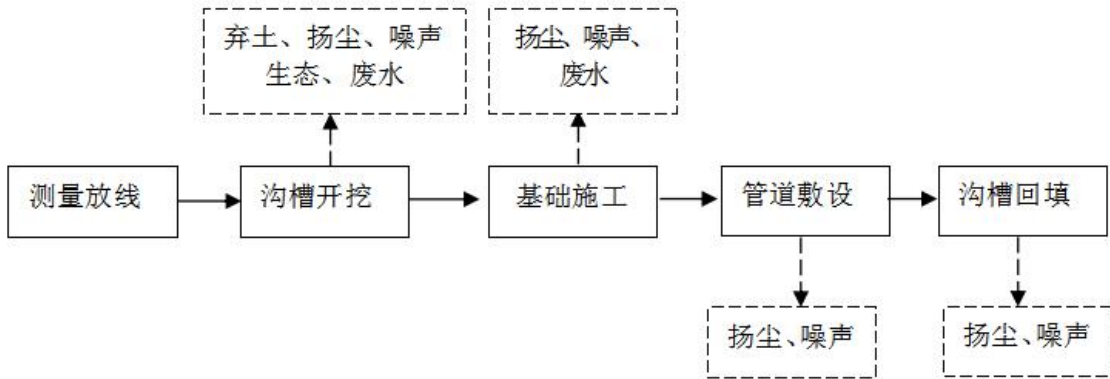 弃土、扬尘、噪声
生态、废水
扬尘、噪声、
废水
测量放线
沟槽开挖
基础施工
管道敷设
沟槽回填
扬尘、噪声
扬尘、噪声